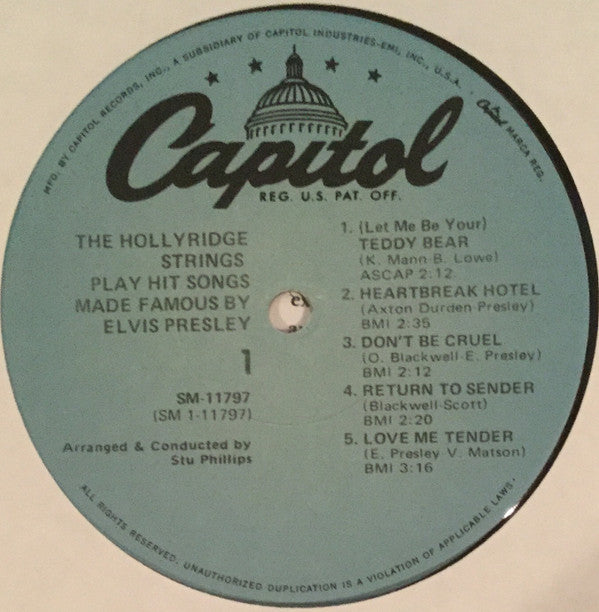 MFD. BY CAPITOL RECORDS, INC., A SUBSIDIARY OF CAPITOL INDUSTRIES-EMI, INC., U.S.A. · Capitol MARCA REG.
Capitol
REG. U.S. PAT. OFF.
THE HOLLYRIDGE
STRINGS
PLAY HIT SONGS
MADE FAMOUS BY
ELVIS PRESLEY
1
SM-11797
(SM 1-11797)
Arranged & Conducted by
Stu Phillips
1. (Let Me Be Your)
TEDDY BEAR
(K. Mann B. Lowe)
ASCAP 2:12
2. HEARTBREAK HOTEL
(Axton Durden Presley)
BMI 2:35
3. DON'T BE CRUEL
(O. Blackwell-E. Presley)
BMI 2:12
4. RETURN TO SENDER
(Blackwell-Scott)
BMI 2:20
5. LOVE ME TENDER
(E. Presley V. Matson)
BMI 3:16
ALL RIGHTS RESERVED. UNAUTHORIZED DUPLICATION IS A VIOLATION OF APPLICABLE LAWS.